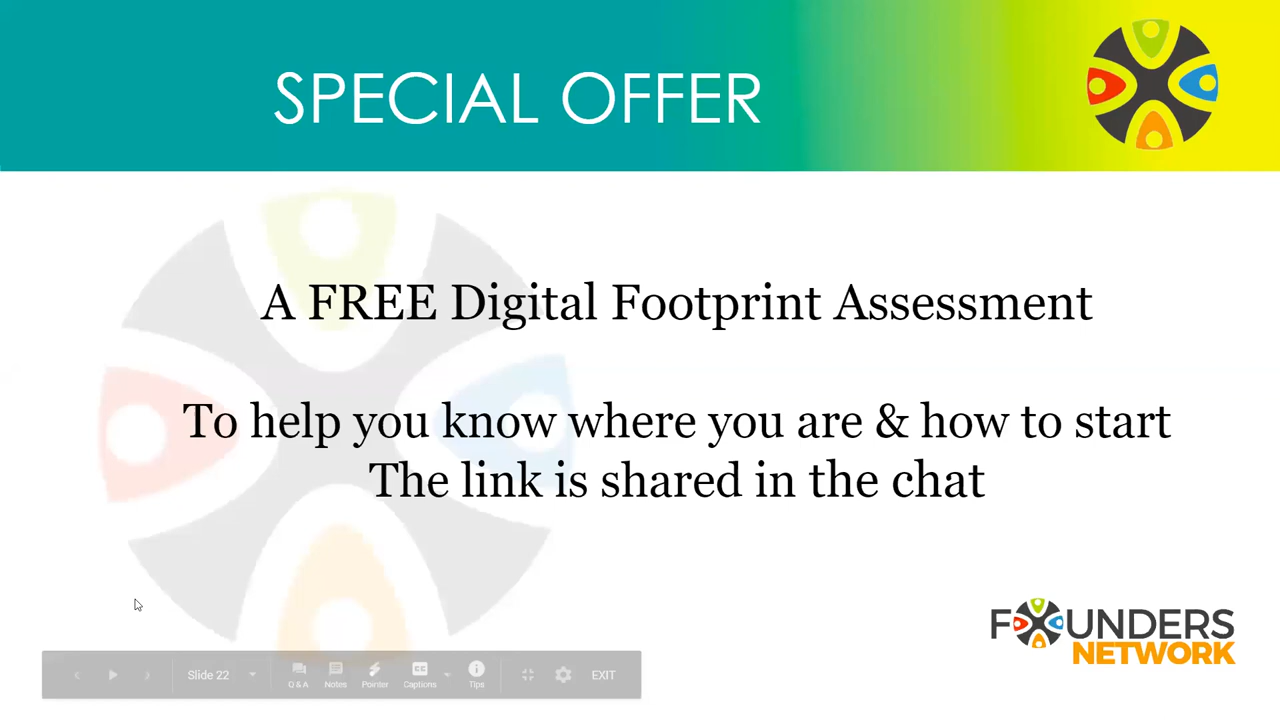 SPECIAL OFFER
A FREE Digital Footprint Assessment
To help you know where you are & how to start
The link is shared in the chat
FOUNDERS
NETWORK
Slide 22
Q & A
Notes
Pointer
CC
Captions
Tips
EXIT